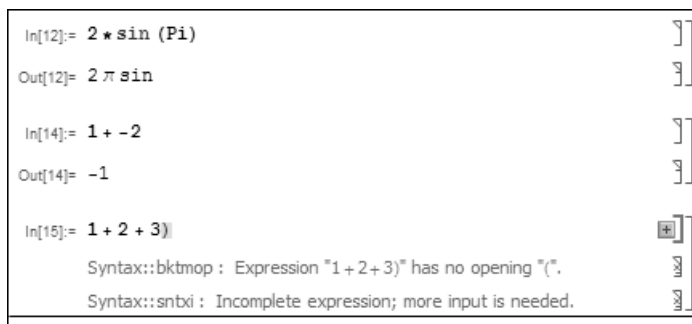 In[12]:= 2 * sin (Pi)
Out[12]= 2 π sin
In[14]:= 1 + -2
Out[14]= -1
In[15]:= 1 + 2 + 3)
Syntax::bktmop : Expression "1+2+3)" has no opening "(".
Syntax::sntxi : Incomplete expression; more input is needed.